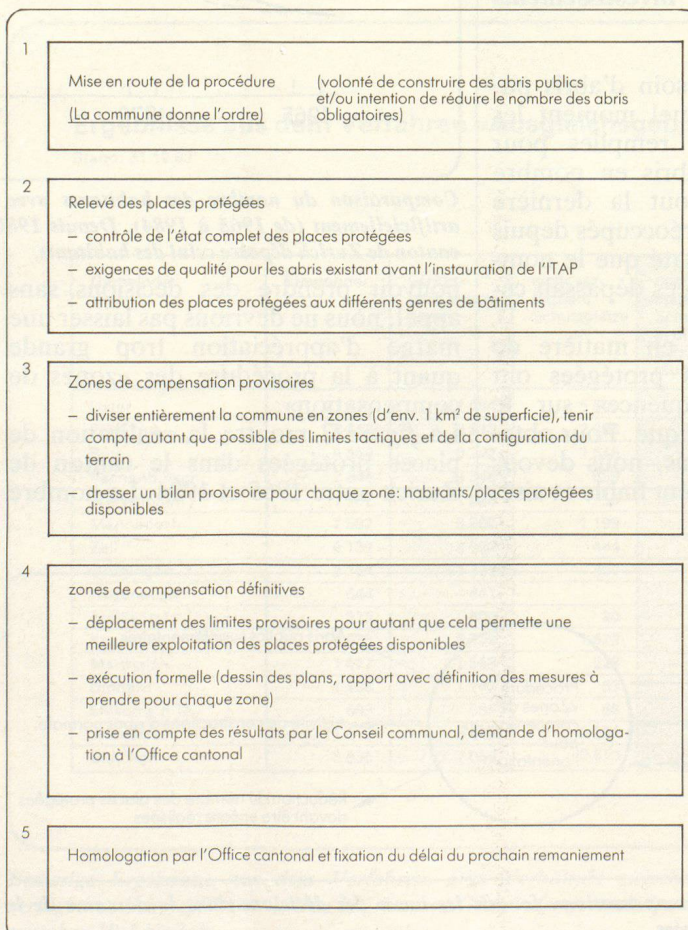 1
Mise en route de la procédure (volonté de construire des abris publics
et/ou intention de réduire le nombre des abris
(La commune donne l'ordre) obligatoires)
2
Relevé des places protégées
– contrôle de l'état complet des places protégées
– exigences de qualité pour les abris existant avant l'instauration de l'ITAP
– attribution des places protégées aux différents genres de bâtiments
3
Zones de compensation provisoires
– diviser entièrement la commune en zones (d'env. 1 km² de superficie), tenir
compte autant que possible des limites tactiques et de la configuration du
terrain
– dresser un bilan provisoire pour chaque zone: habitants/places protégées
disponibles
4
zones de compensation définitives
– déplacement des limites provisoires pour autant que cela permette une
meilleure exploitation des places protégées disponibles
– exécution formelle (dessin des plans, rapport avec définition des mesures à
prendre pour chaque zone)
– prise en compte des résultats par le Conseil communal, demande d'homologa-
tion à l'Office cantonal
5
Homologation par l'Office cantonal et fixation du délai du prochain remaniement